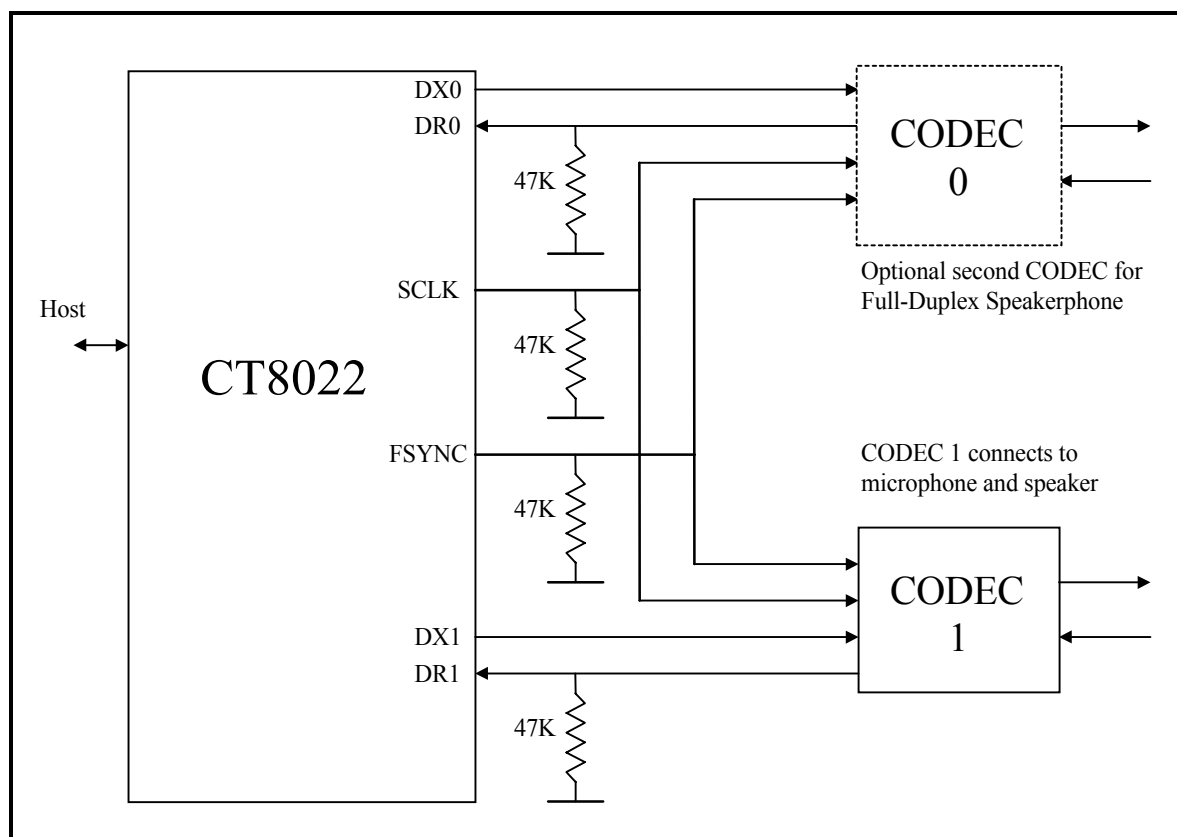 DX0
DR0
CODEC
0
47K
Optional second CODEC for
Full-Duplex Speakerphone
SCLK
Host
47K
CT8022
FSYNC
CODEC 1 connects to
microphone and speaker
47K
CODEC
1
DX1
DR1
47K